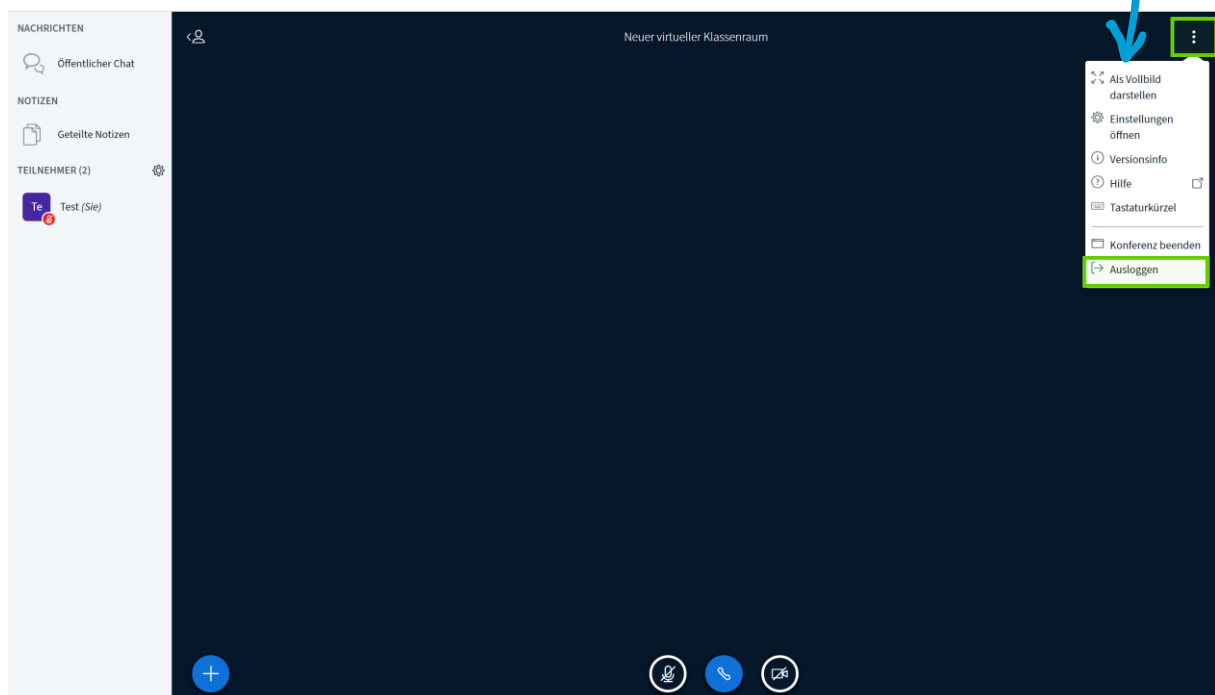 NACHRICHTEN
Öffentlicher Chat
NOTIZEN
Geteilte Notizen
TEILNEHMER (2)
Te
Test (Sie)
Neuer virtueller Klassenraum
Als Vollbild
darstellen
Einstellungen
öffnen
Versionsinfo
Hilfe
Tastaturkürzel
Konferenz beenden
Ausloggen